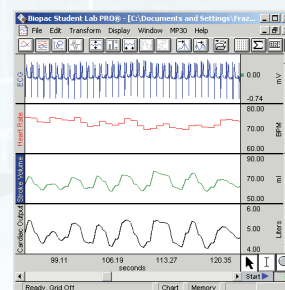 Biopac Student Lab PRO® - [C:\Documents and Settings\Fraz...
File Edit Transform Display Window MP30 Help
ECG
0.00
mV
-0.74
Heart Rate
80.00
70.00
BPM
60.00
Stroke Volume
90.00
70.00
ml
50.00
Cardiac Output
6.00
5.00
Liters
4.00
99.11 106.19 113.27 120.35
seconds
Start
Ready. Grid Off Chart Memory